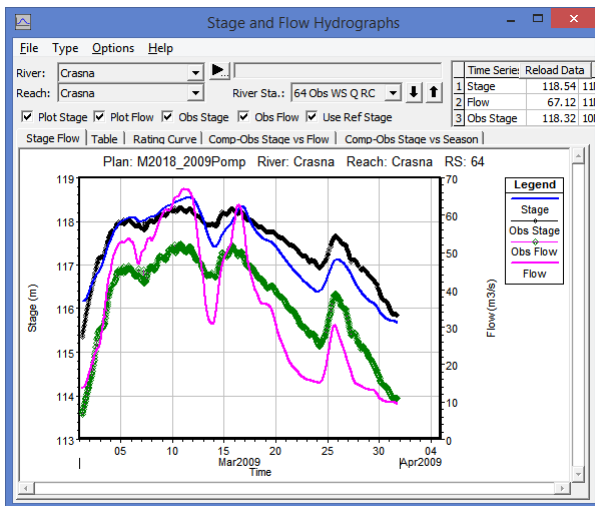 Stage and Flow Hydrographs
File Type Options Help
River: Crasna
Reach: Crasna River Sta.: 64 Obs WS Q RC
Plot Stage Plot Flow Obs Stage Obs Flow Use Ref Stage
Time Series Reload Data
1 Stage 118.54
2 Flow 67.12
3 Obs Stage 118.32
Stage Flow Table Rating Curve Comp-Obs Stage vs Flow Comp-Obs Stage vs Season
Plan: M2018_2009Pomp River: Crasna Reach: Crasna RS: 64
119
118
117
116
115
114
113
Stage (m)
70
60
50
40
30
20
10
0
Flow (m3/s)
Legend
Stage
Obs Stage
Obs Flow
Flow
05 10 15 20 25 30 04
Mar2009 Apr2009
Time